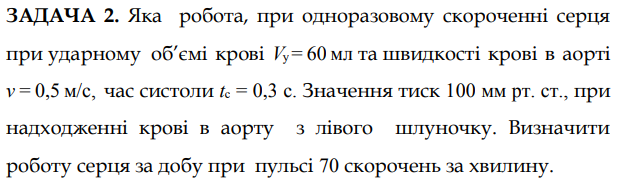 ЗАДАЧА 2. Яка робота, при одноразовому скороченні серця
при ударному об’ємі крові Vу= 60 мл та швидкості крові в аорті
v = 0,5 м/с, час систоли tс = 0,3 с. Значення тиск 100 мм рт. ст., при
надходженні крові в аорту з лівого шлуночку. Визначити
роботу серця за добу при пульсі 70 скорочень за хвилину.